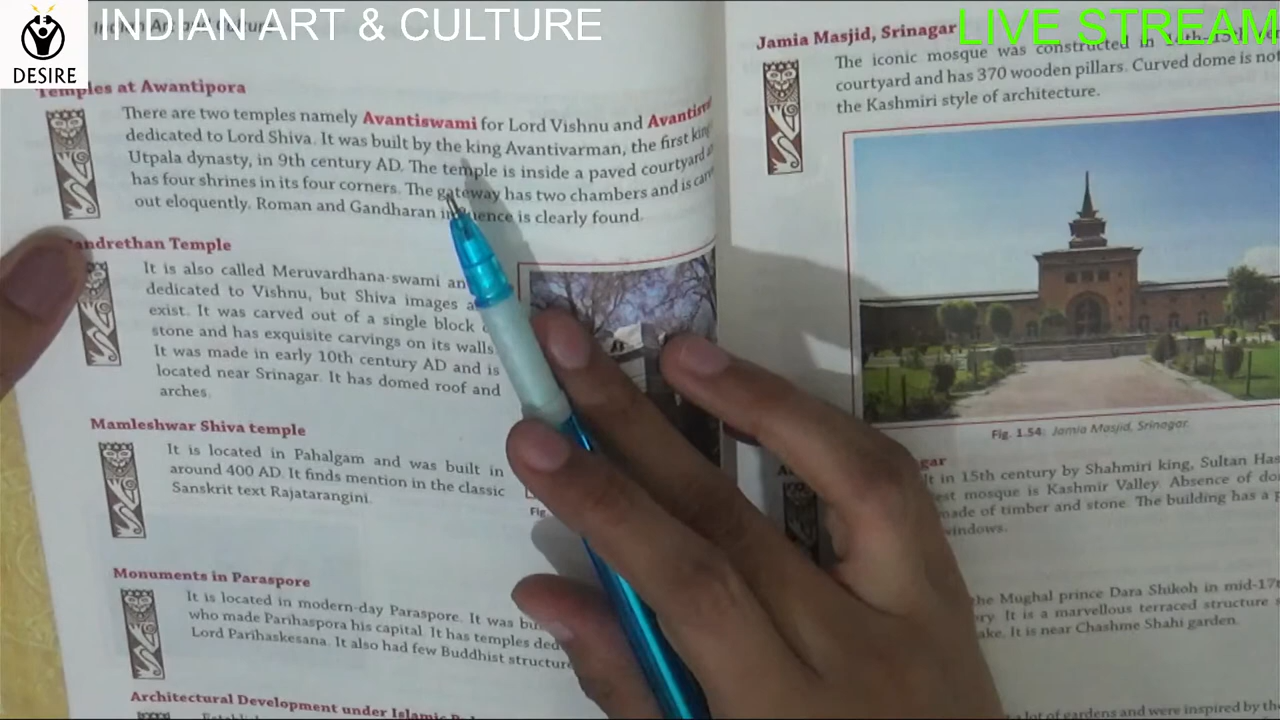 INDIAN ART & CULTURE
LIVE STREAM
DESIRE
Temples at Awantipora
There are two temples namely Avantiswami for Lord Vishnu and
dedicated to Lord Shiva. It was built by the king Avantivarman, the first king
Utpala dynasty, in 9th century AD. The temple is inside a paved courtyard
has four shrines in its four corners. The gateway has two chambers and is
out eloquently. Roman and Gandharan influence is clearly found.
Temple
It is also called Meruvardhana-swami
dedicated to Vishnu, but Shiva images
exist. It was carved out of a single block
stone and has exquisite carvings on its walls.
It was made in early 10th century AD and is
located near Srinagar. It has domed roof and
arches.
Mamleshwar Shiva temple
It is located in Pahalgam and was built in
around 400 AD. It finds mention in the classic
Sanskrit text Rajatarangini.
Monuments in Paraspore
It is located in modern-day Paraspore. It was
who made Parihaspora his capital. It has temples
Lord Parihaskesana. It also had few Buddhist
Architectural Development under Islamic
Jamia Masjid, Srinagar
The iconic mosque was constructed in
courtyard and has 370 wooden pillars. Curved dome is
the Kashmiri style of architecture.
Fig. 1.54: Jamia Masjid, Srinagar.
in 15th century by Shahmiri king, Sultan
mosque is Kashmir Valley. Absence of
made of timber and stone. The building has a
windows.
the Mughal prince Dara Shikoh in
It is a marvellous terraced structure
It is near Chashme Shahi garden.
lot of gardens and were inspired by the